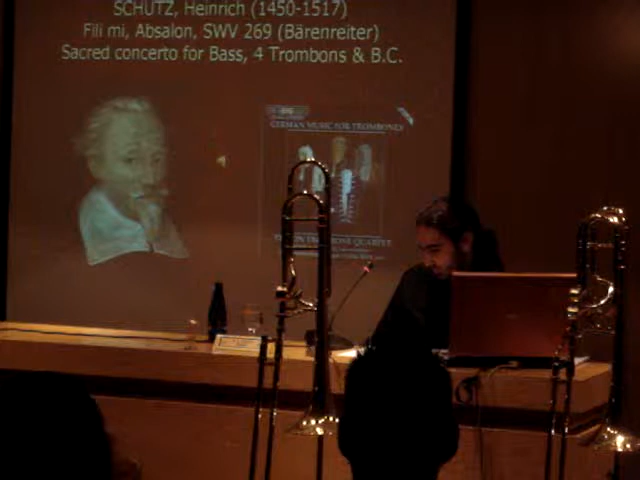 SCHÜTZ, Heinrich (1450-1517)
Fili mi, Absalon, SWV 269 (Bärenreiter)
Sacred concerto for Bass, 4 Trombons & B.C.
GERMAN MUSIC FOR TROMBONES
TROMBONE QUARTET